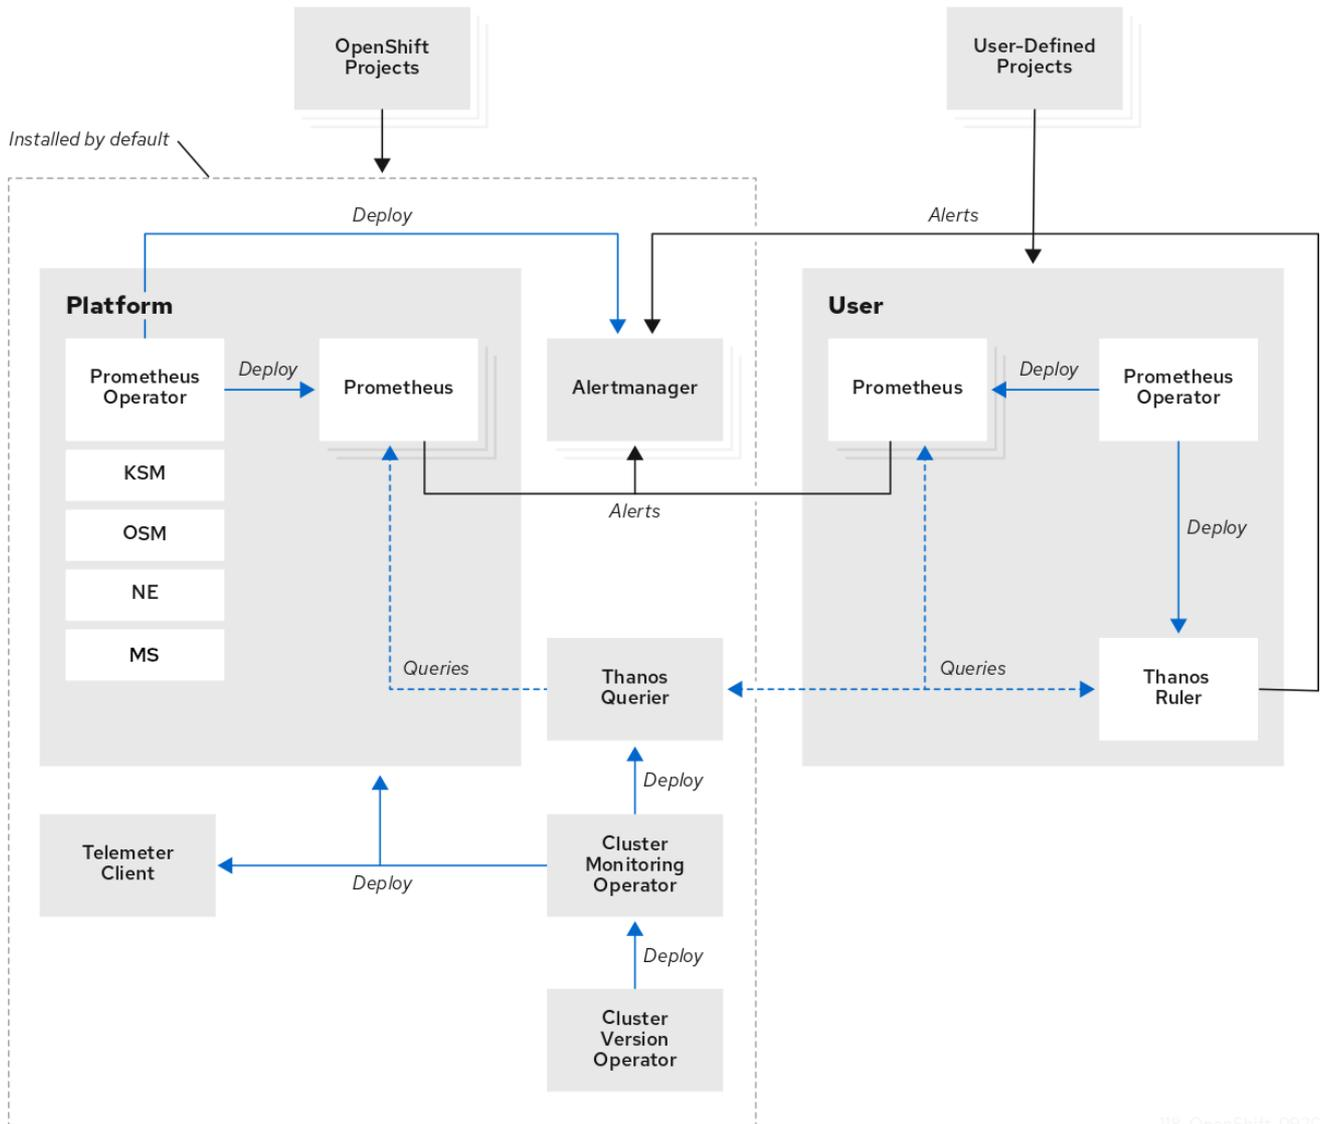 OpenShift
Projects
User-Defined
Projects
Installed by default
Deploy
Alerts
Platform
User
Prometheus
Operator
Deploy
Prometheus
Alertmanager
Prometheus
Deploy
Prometheus
Operator
KSM
OSM
NE
MS
Alerts
Deploy
Queries
Thanos
Querier
Queries
Thanos
Ruler
Deploy
Telemeter
Client
Deploy
Cluster
Monitoring
Operator
Deploy
Cluster
Version
Operator